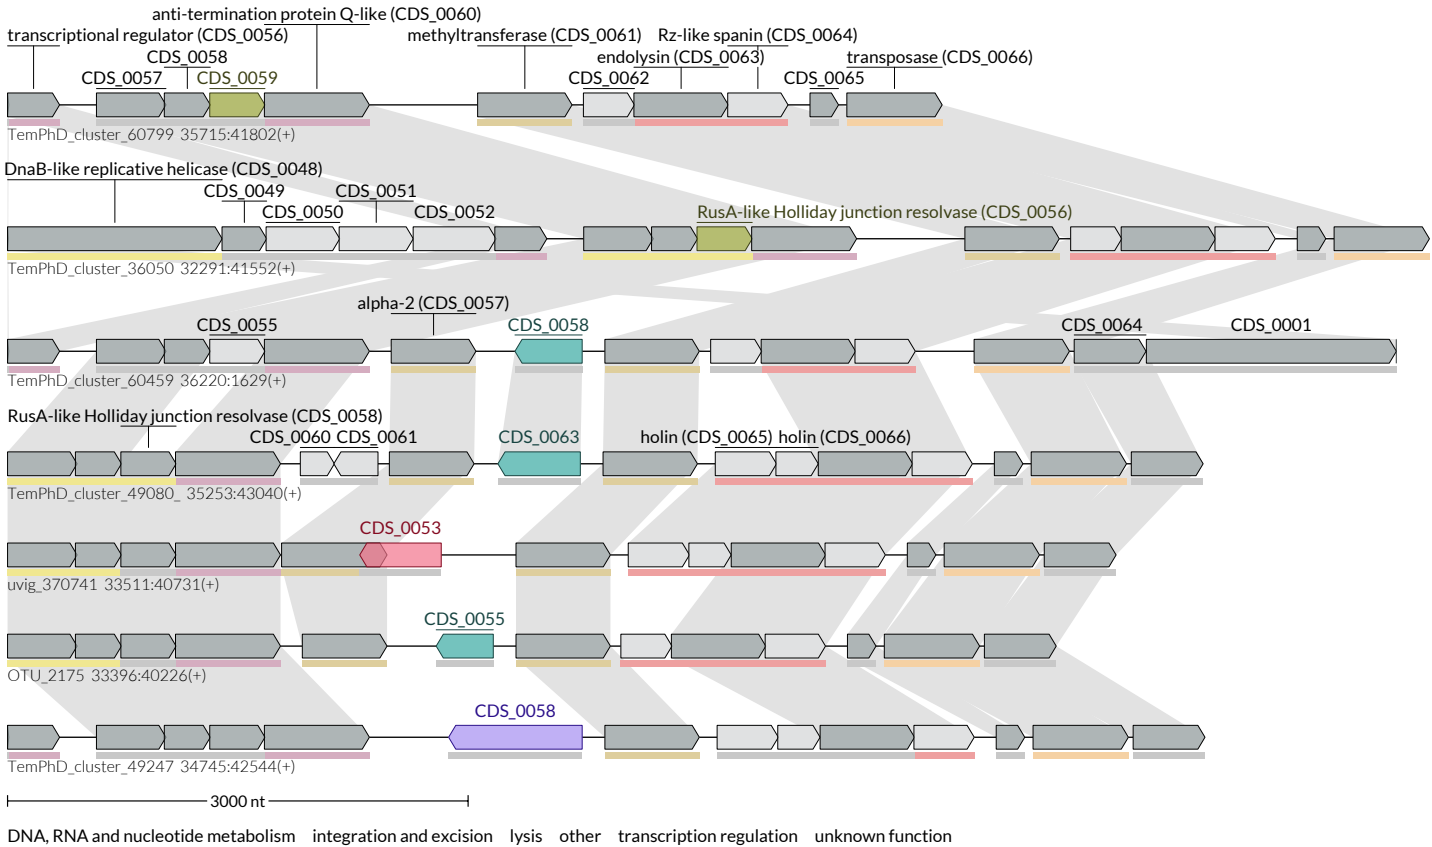 anti-termination protein Q-like (CDS_0060)
transcriptional regulator (CDS_0056) methyltransferase (CDS_0061) Rz-like spanin (CDS_0064)
CDS_0058 endolysin (CDS_0063) transposase (CDS_0066)
CDS_0057 CDS_0059 CDS_0062 CDS_0065
TemPhD_cluster_60799 35715:41802(+)
DnaB-like replicative helicase (CDS_0048)
CDS_0049 CDS_0051
CDS_0050 CDS_0052 RusA-like Holliday junction resolvase (CDS_0056)
TemPhD_cluster_36050 32291:41552(+)
alpha-2 (CDS_0057)
CDS_0055 CDS_0058 CDS_0064 CDS_0001
TemPhD_cluster_60459 36220:1629(+)
RusA-like Holliday junction resolvase (CDS_0058)
CDS_0060 CDS_0061 CDS_0063 holin (CDS_0065) holin (CDS_0066)
TemPhD_cluster_49080_ 35253:43040(+)
CDS_0053
uvig_370741 33511:40731(+)
CDS_0055
OTU_2175 33396:40226(+)
CDS_0058
TemPhD_cluster_49247 34745:42544(+)
3000 nt
DNA, RNA and nucleotide metabolism integration and excision lysis other transcription regulation unknown function